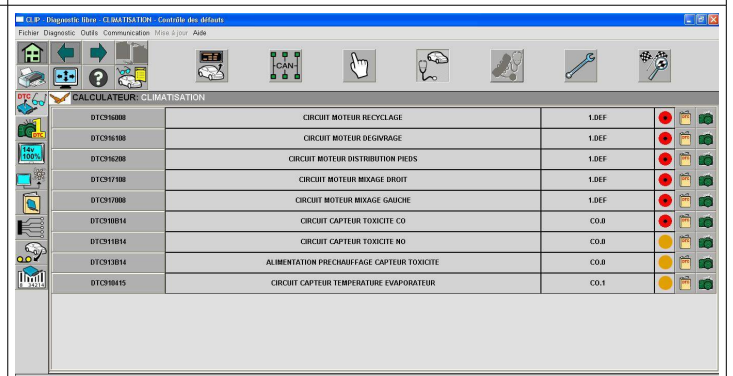 CLIP - Diagnostic libre - CLIMATISATION - Contrôle des défauts
Fichier Diagnostic Outils Communication Mise à jour Aide
-CAN-
DTC
CALCULATEUR: CLIMATISATION
DTC916008 CIRCUIT MOTEUR RECYCLAGE 1.DEF
DTC916108 CIRCUIT MOTEUR DEGIVRAGE 1.DEF
DTC
DTC916208 CIRCUIT MOTEUR DISTRIBUTION PIEDS 1.DEF
14v
100%
DTC917108 CIRCUIT MOTEUR MIXAGE DROIT 1.DEF
DTC917008 CIRCUIT MOTEUR MIXAGE GAUCHE 1.DEF
DTC910B14 CIRCUIT CAPTEUR TOXICITE CO CO.0
DTC911B14 CIRCUIT CAPTEUR TOXICITE NO CO.0
DTC913B14 ALIMENTATION PRECHAUFFAGE CAPTEUR TOXICITE CO.0
DTC910415 CIRCUIT CAPTEUR TEMPERATURE EVAPORATEUR CO.1